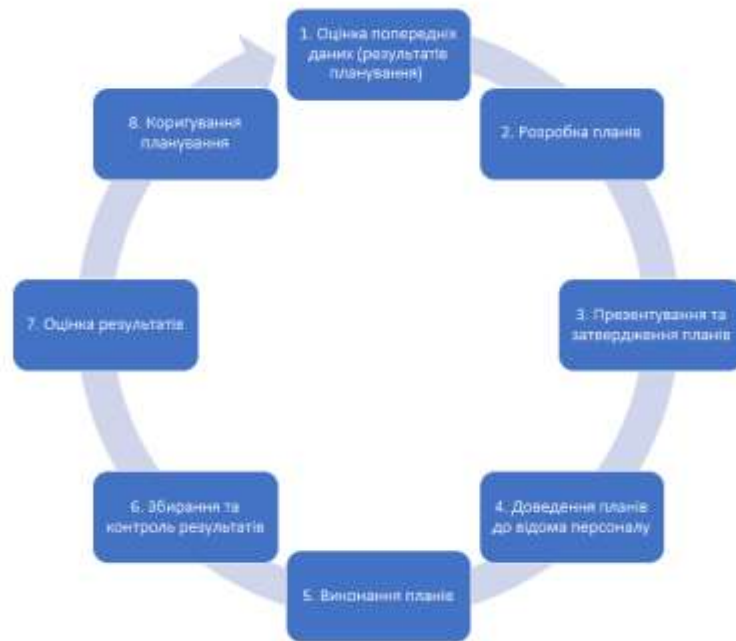 1. Оцінка попередніх
даних (результатів
планування)
2. Розробка планів
3. Презентування та
затвердження планів
4. Доведення планів
до відома персоналу
5. Виконання планів
6. Збирання та
контроль результатів
7. Оцінка результатів
8. Коригування
планування